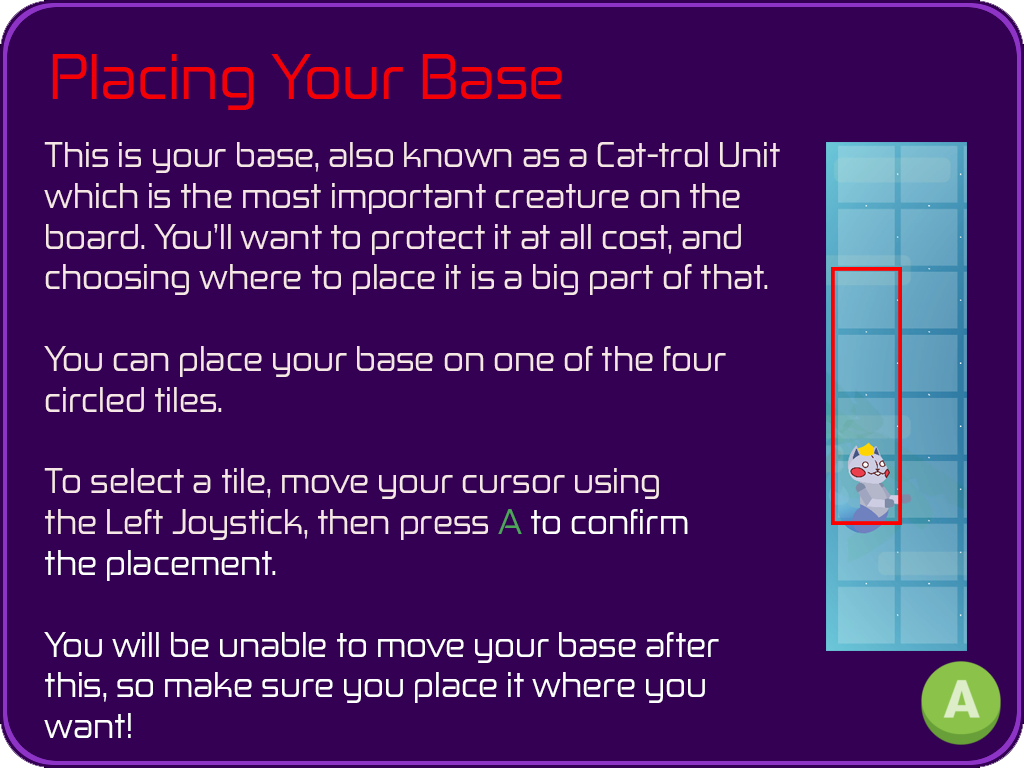 Placing Your Base
This is your base, also known as a Cat-trol Unit
which is the most important creature on the
board. You'll want to protect it at all cost, and
choosing where to place it is a big part of that.
You can place your base on one of the four
circled tiles.
To select a tile, move your cursor using
the Left Joystick, then press A to confirm
the placement.
You will be unable to move your base after
this, so make sure you place it where you
want!
A